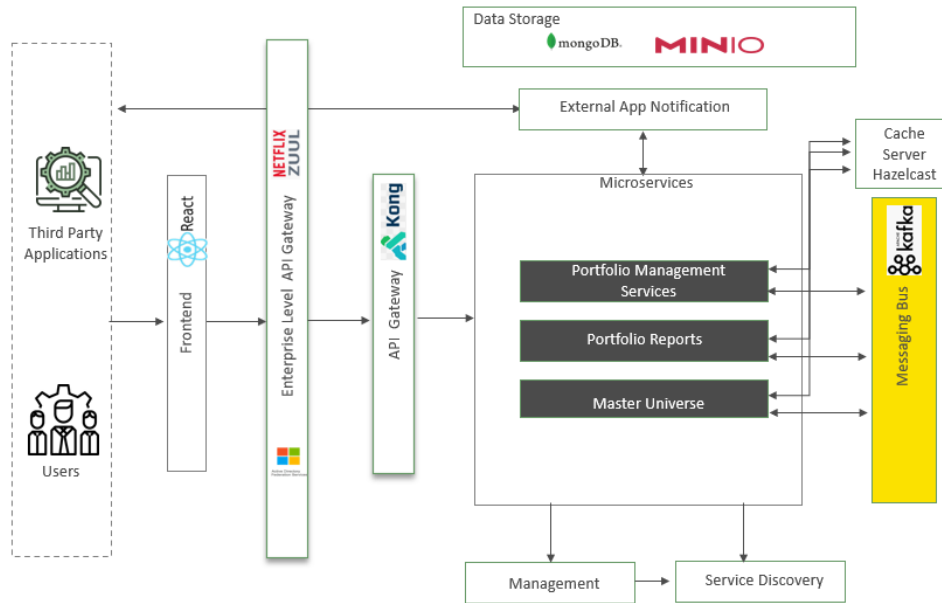 Data Storage
mongoDB.
MINIO
External App Notification
Cache
Server
Hazelcast
Microservices
NETFLIX
ZUUL
Enterprise Level API Gateway
Kong
API Gateway
React
Frontend
Third Party
Applications
Users
Portfolio Management
Services
Portfolio Reports
Master Universe
kafka
Messaging Bus
Management
Service Discovery